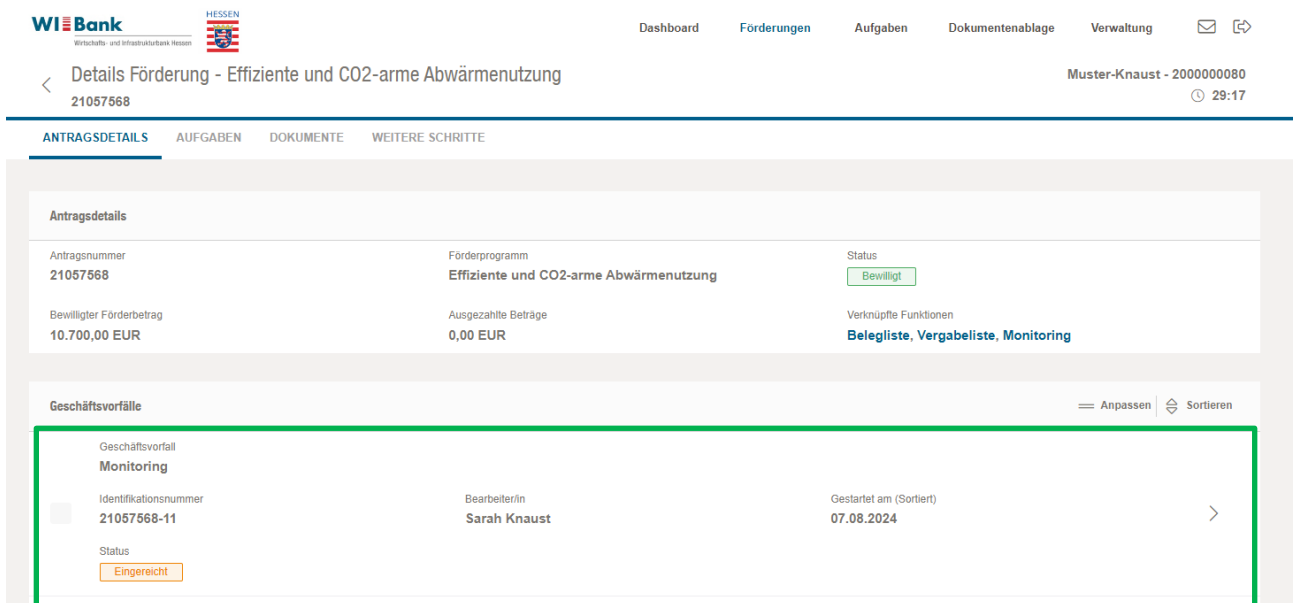 WIBank
Wirtschafts- und Infrastrukturbank Hessen
HESSEN
Dashboard Förderungen Aufgaben Dokumentenablage Verwaltung
Details Förderung - Effiziente und CO2-arme Abwärmenutzung
21057568
Muster-Knaust - 2000000080
29:17
ANTRAGSDETAILS AUFGABEN DOKUMENTE WEITERE SCHRITTE
Antragsdetails
Antragsnummer Förderprogramm Status
21057568 Effiziente und CO2-arme Abwärmenutzung Bewilligt
Bewilligter Förderbetrag Ausgezahlte Beträge Verknüpfte Funktionen
10.700,00 EUR 0,00 EUR Belegliste, Vergabeliste, Monitoring
Geschäftsvorfälle Anpassen Sortieren
Geschäftsvorfall
Monitoring
Identifikationsnummer Bearbeiter/in Gestartet am (Sortiert)
21057568-11 Sarah Knaust 07.08.2024
Status
Eingereicht